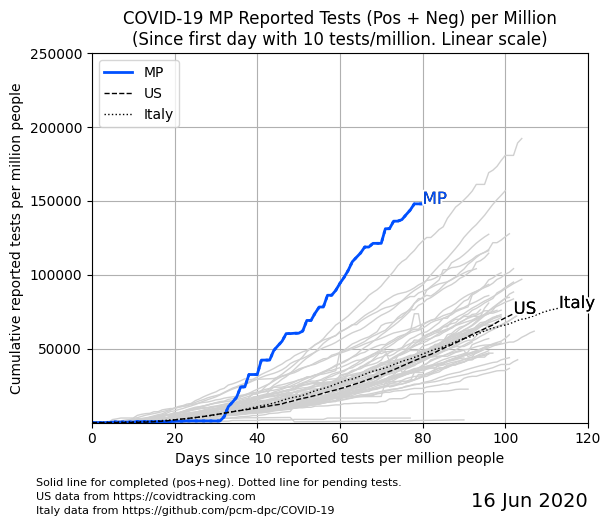 COVID-19 MP Reported Tests (Pos + Neg) per Million
(Since first day with 10 tests/million. Linear scale)
250000
200000
150000
100000
50000
Cumulative reported tests per million people
MP
US
Italy
MP
US
Italy
0
20
40
60
80
100
120
Days since 10 reported tests per million people
Solid line for completed (pos+neg). Dotted line for pending tests.
US data from https://covidtracking.com
Italy data from https://github.com/pcm-dpc/COVID-19
16 Jun 2020